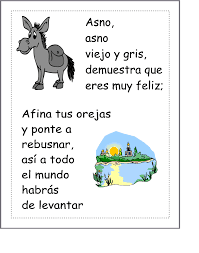 Asno,
asno
viejo y gris,
demuestra que
eres muy feliz;
Afina tus orejas
y ponte a
rebusnar,
así a todo
el mundo
habrás
de levantar